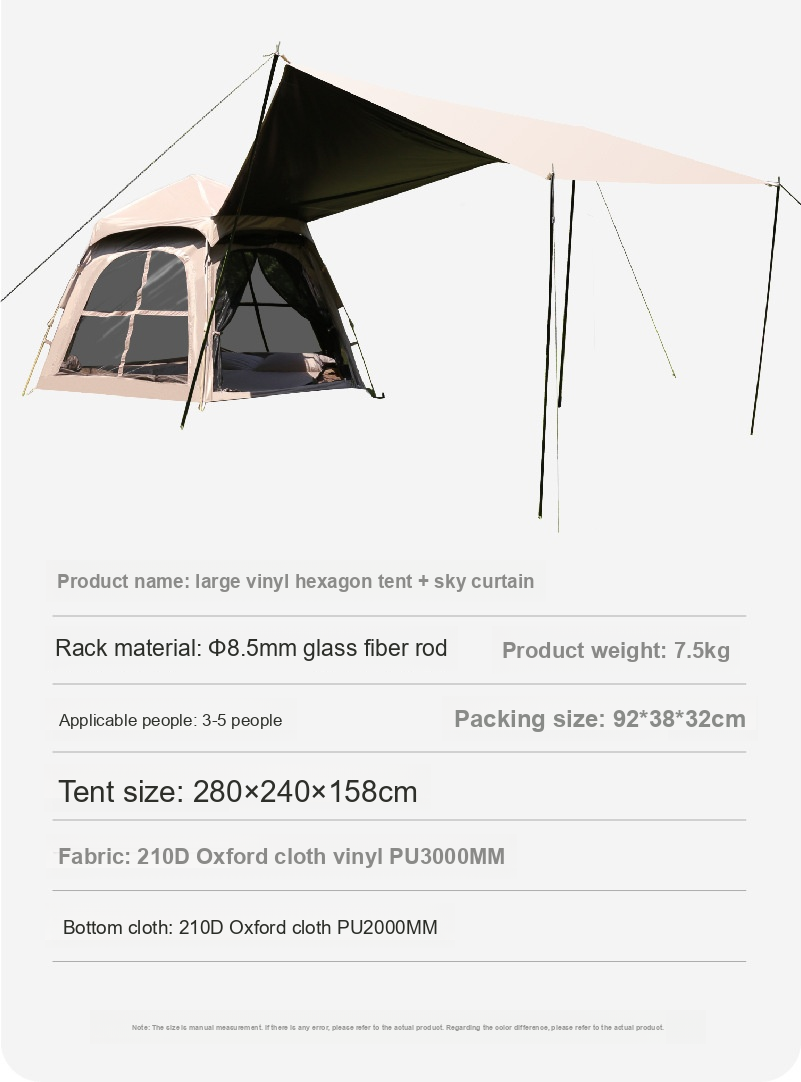 Product name: large vinyl hexagon tent + sky curtain
Rack material: Φ8.5mm glass fiber rod
Product weight: 7.5kg
Applicable people: 3-5 people
Packing size: 92*38*32cm
Tent size: 280×240×158cm
Fabric: 210D Oxford cloth vinyl PU3000MM
Bottom cloth: 210D Oxford cloth PU2000MM
Note: The size is manual measurement. If there is any error, please refer to the actual product. Regarding the color difference, please refer to the actual product.